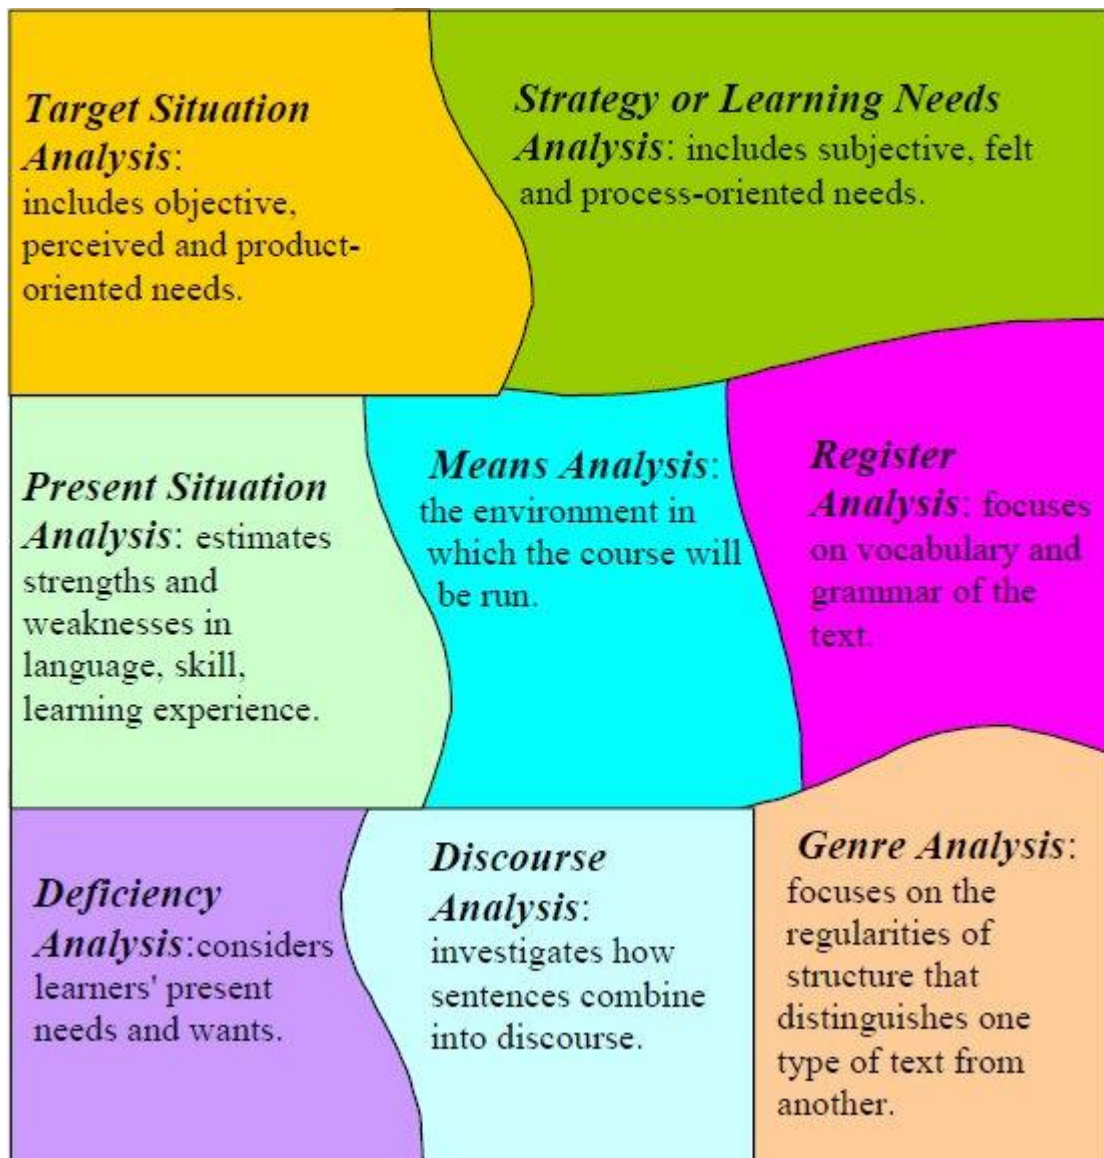 Target Situation
Analysis:
includes objective,
perceived and product-
oriented needs.
Strategy or Learning Needs
Analysis: includes subjective, felt
and process-oriented needs.
Present Situation
Analysis: estimates
strengths and
weaknesses in
language, skill,
learning experience.
Means Analysis:
the environment in
which the course will
be run.
Register
Analysis: focuses
on vocabulary and
grammar of the
text.
Deficiency
Analysis:considers
learners' present
needs and wants.
Discourse
Analysis:
investigates how
sentences combine
into discourse.
Genre Analysis:
focuses on the
regularities of
structure that
distinguishes one
type of text from
another.